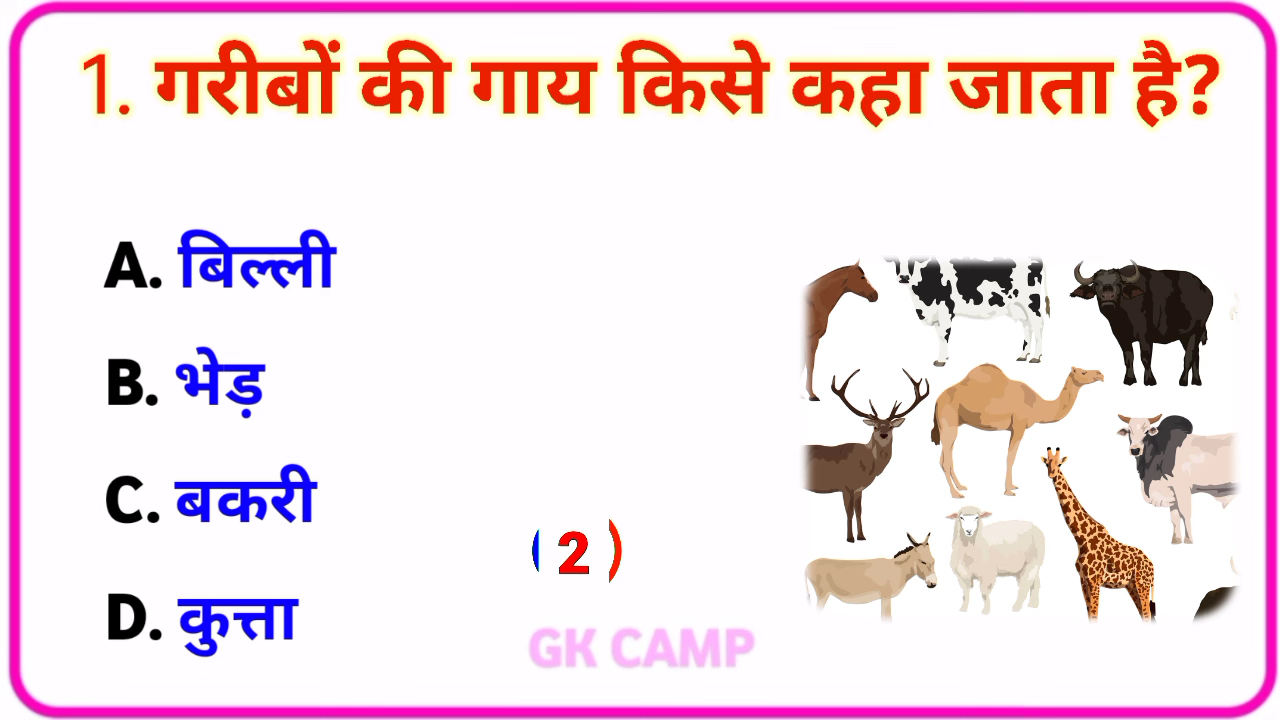 1. गरीबों की गाय किसे कहा जाता है?
A. बिल्ली
B. भेड़
C. बकरी
( 2 )
D. कुत्ता
GK CAMP